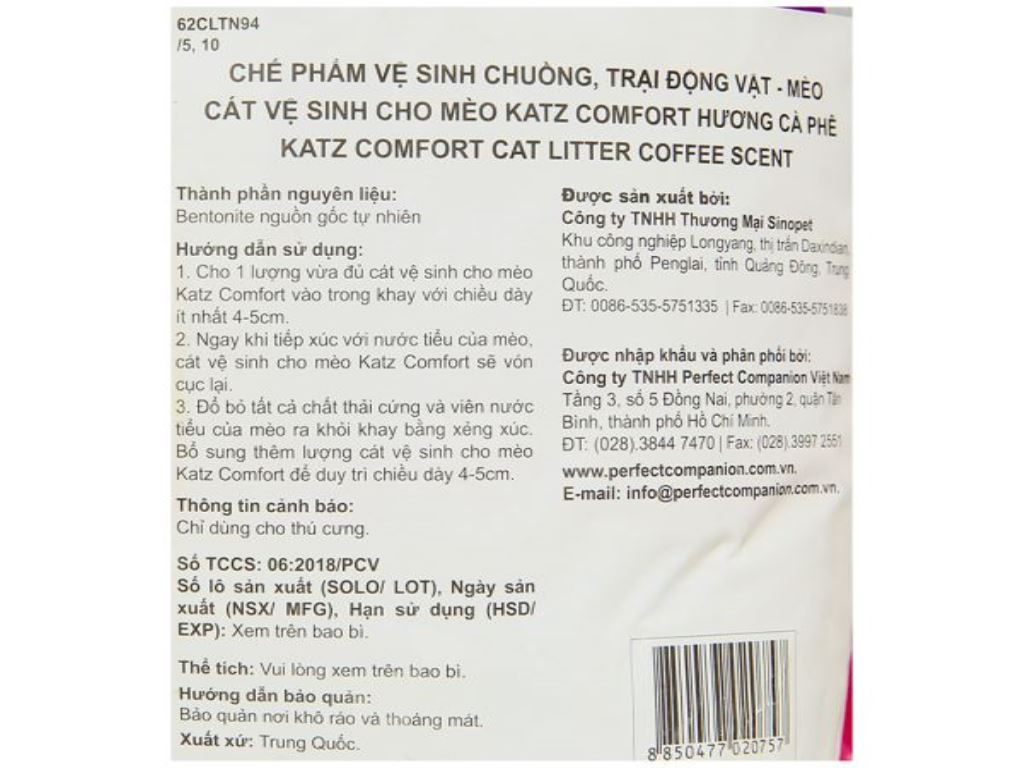 62CLTN94
/5, 10
CHẾ PHẨM VỆ SINH CHUỒNG, TRẠI ĐỘNG VẬT - MÈO
CÁT VỆ SINH CHO MÈO KATZ COMFORT HƯƠNG CÀ PHÊ
KATZ COMFORT CAT LITTER COFFEE SCENT
Thành phần nguyên liệu:
Bentonite nguồn gốc tự nhiên
Hướng dẫn sử dụng:
1. Cho 1 lượng vừa đủ cát vệ sinh cho mèo
Katz Comfort vào trong khay với chiều dày
ít nhất 4-5cm.
2. Ngay khi tiếp xúc với nước tiểu của mèo,
cát vệ sinh cho mèo Katz Comfort sẽ vón
cục lại.
3. Đổ bỏ tất cả chất thải cứng và viên nước
tiểu của mèo ra khỏi khay bằng xẻng xúc.
Bổ sung thêm lượng cát vệ sinh cho mèo
Katz Comfort để duy trì chiều dày 4-5cm.
Thông tin cảnh báo:
Chỉ dùng cho thú cưng.
Số TCCS: 06:2018/PCV
Số lô sản xuất (SOLO/ LOT), Ngày sản
xuất (NSX/ MFG), Hạn sử dụng (HSD/
EXP): Xem trên bao bì.
Thể tích: Vui lòng xem trên bao bì.
Hướng dẫn bảo quản:
Bảo quản nơi khô ráo và thoáng mát.
Xuất xứ: Trung Quốc.
Được sản xuất bởi:
Công ty TNHH Thương Mại Sinopet
Khu công nghiệp Longyang, thị trấn Daxindian,
thành phố Penglai, tỉnh Quảng Đông, Trung
Quốc.
ĐT: 0086-535-5751335 | Fax: 0086-535-5751838
Được nhập khẩu và phân phối bởi:
Công ty TNHH Perfect Companion Việt Nam
Tầng 3, số 5 Đồng Nai, phường 2, quận Tân
Bình, thành phố Hồ Chí Minh.
ĐT: (028).3844 7470 | Fax: (028).3997 2551
www.perfectcompanion.com.vn.
E-mail: info@perfectcompanion.com.vn.
8 850477 020757